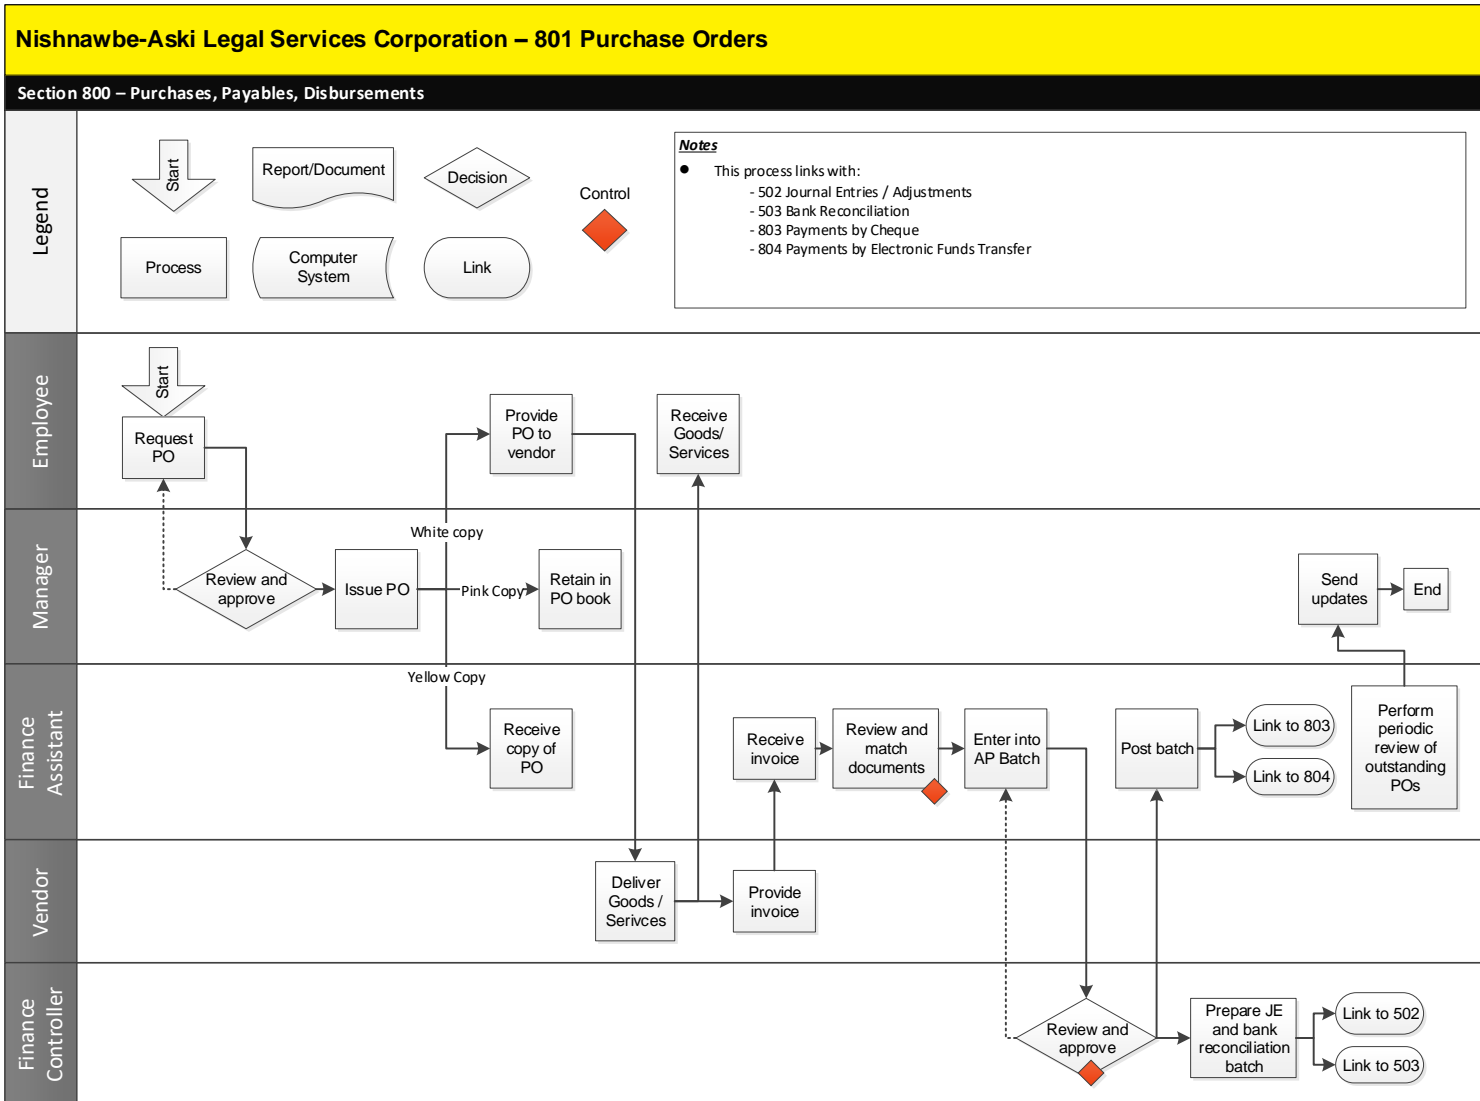 Nishnawbe-Aski Legal Services Corporation – 801 Purchase Orders
Section 800 – Purchases, Payables, Disbursements
Legend
Start
Report/Document
Decision
Control
Process
Computer
System
Link
Notes
● This process links with:
- 502 Journal Entries / Adjustments
- 503 Bank Reconciliation
- 803 Payments by Cheque
- 804 Payments by Electronic Funds Transfer
Employee
Start
Request
PO
Provide
PO to
vendor
Receive
Goods/
Services
Manager
Review and
approve
Issue PO
White copy
Pink Copy
Yellow Copy
Retain in
PO book
Send
updates
End
Finance
Assistant
Receive
copy of
PO
Receive
invoice
Review and
match
documents
Enter into
AP Batch
Post batch
Link to 803
Link to 804
Perform
periodic
review of
outstanding
POs
Vendor
Deliver
Goods /
Serivces
Provide
invoice
Finance
Controller
Review and
approve
Prepare JE
and bank
reconciliation
batch
Link to 502
Link to 503